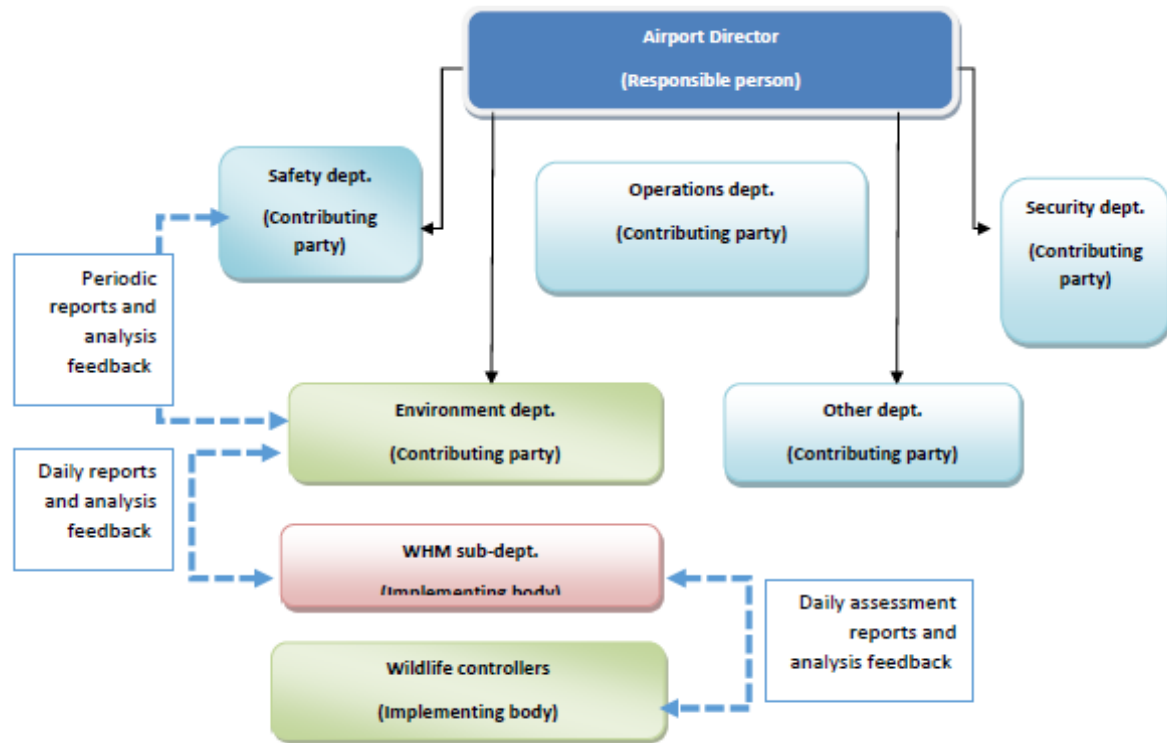 Airport Director
(Responsible person)
Safety dept.
(Contributing
party)
Operations dept.
(Contributing party)
Security dept.
(Contributing
party)
Periodic
reports and
analysis
feedback
Environment dept.
(Contributing party)
Other dept.
(Contributing party)
Daily reports
and analysis
feedback
WHM sub-dept.
(Implementing body)
Daily assessment
reports and
analysis feedback
Wildlife controllers
(Implementing body)